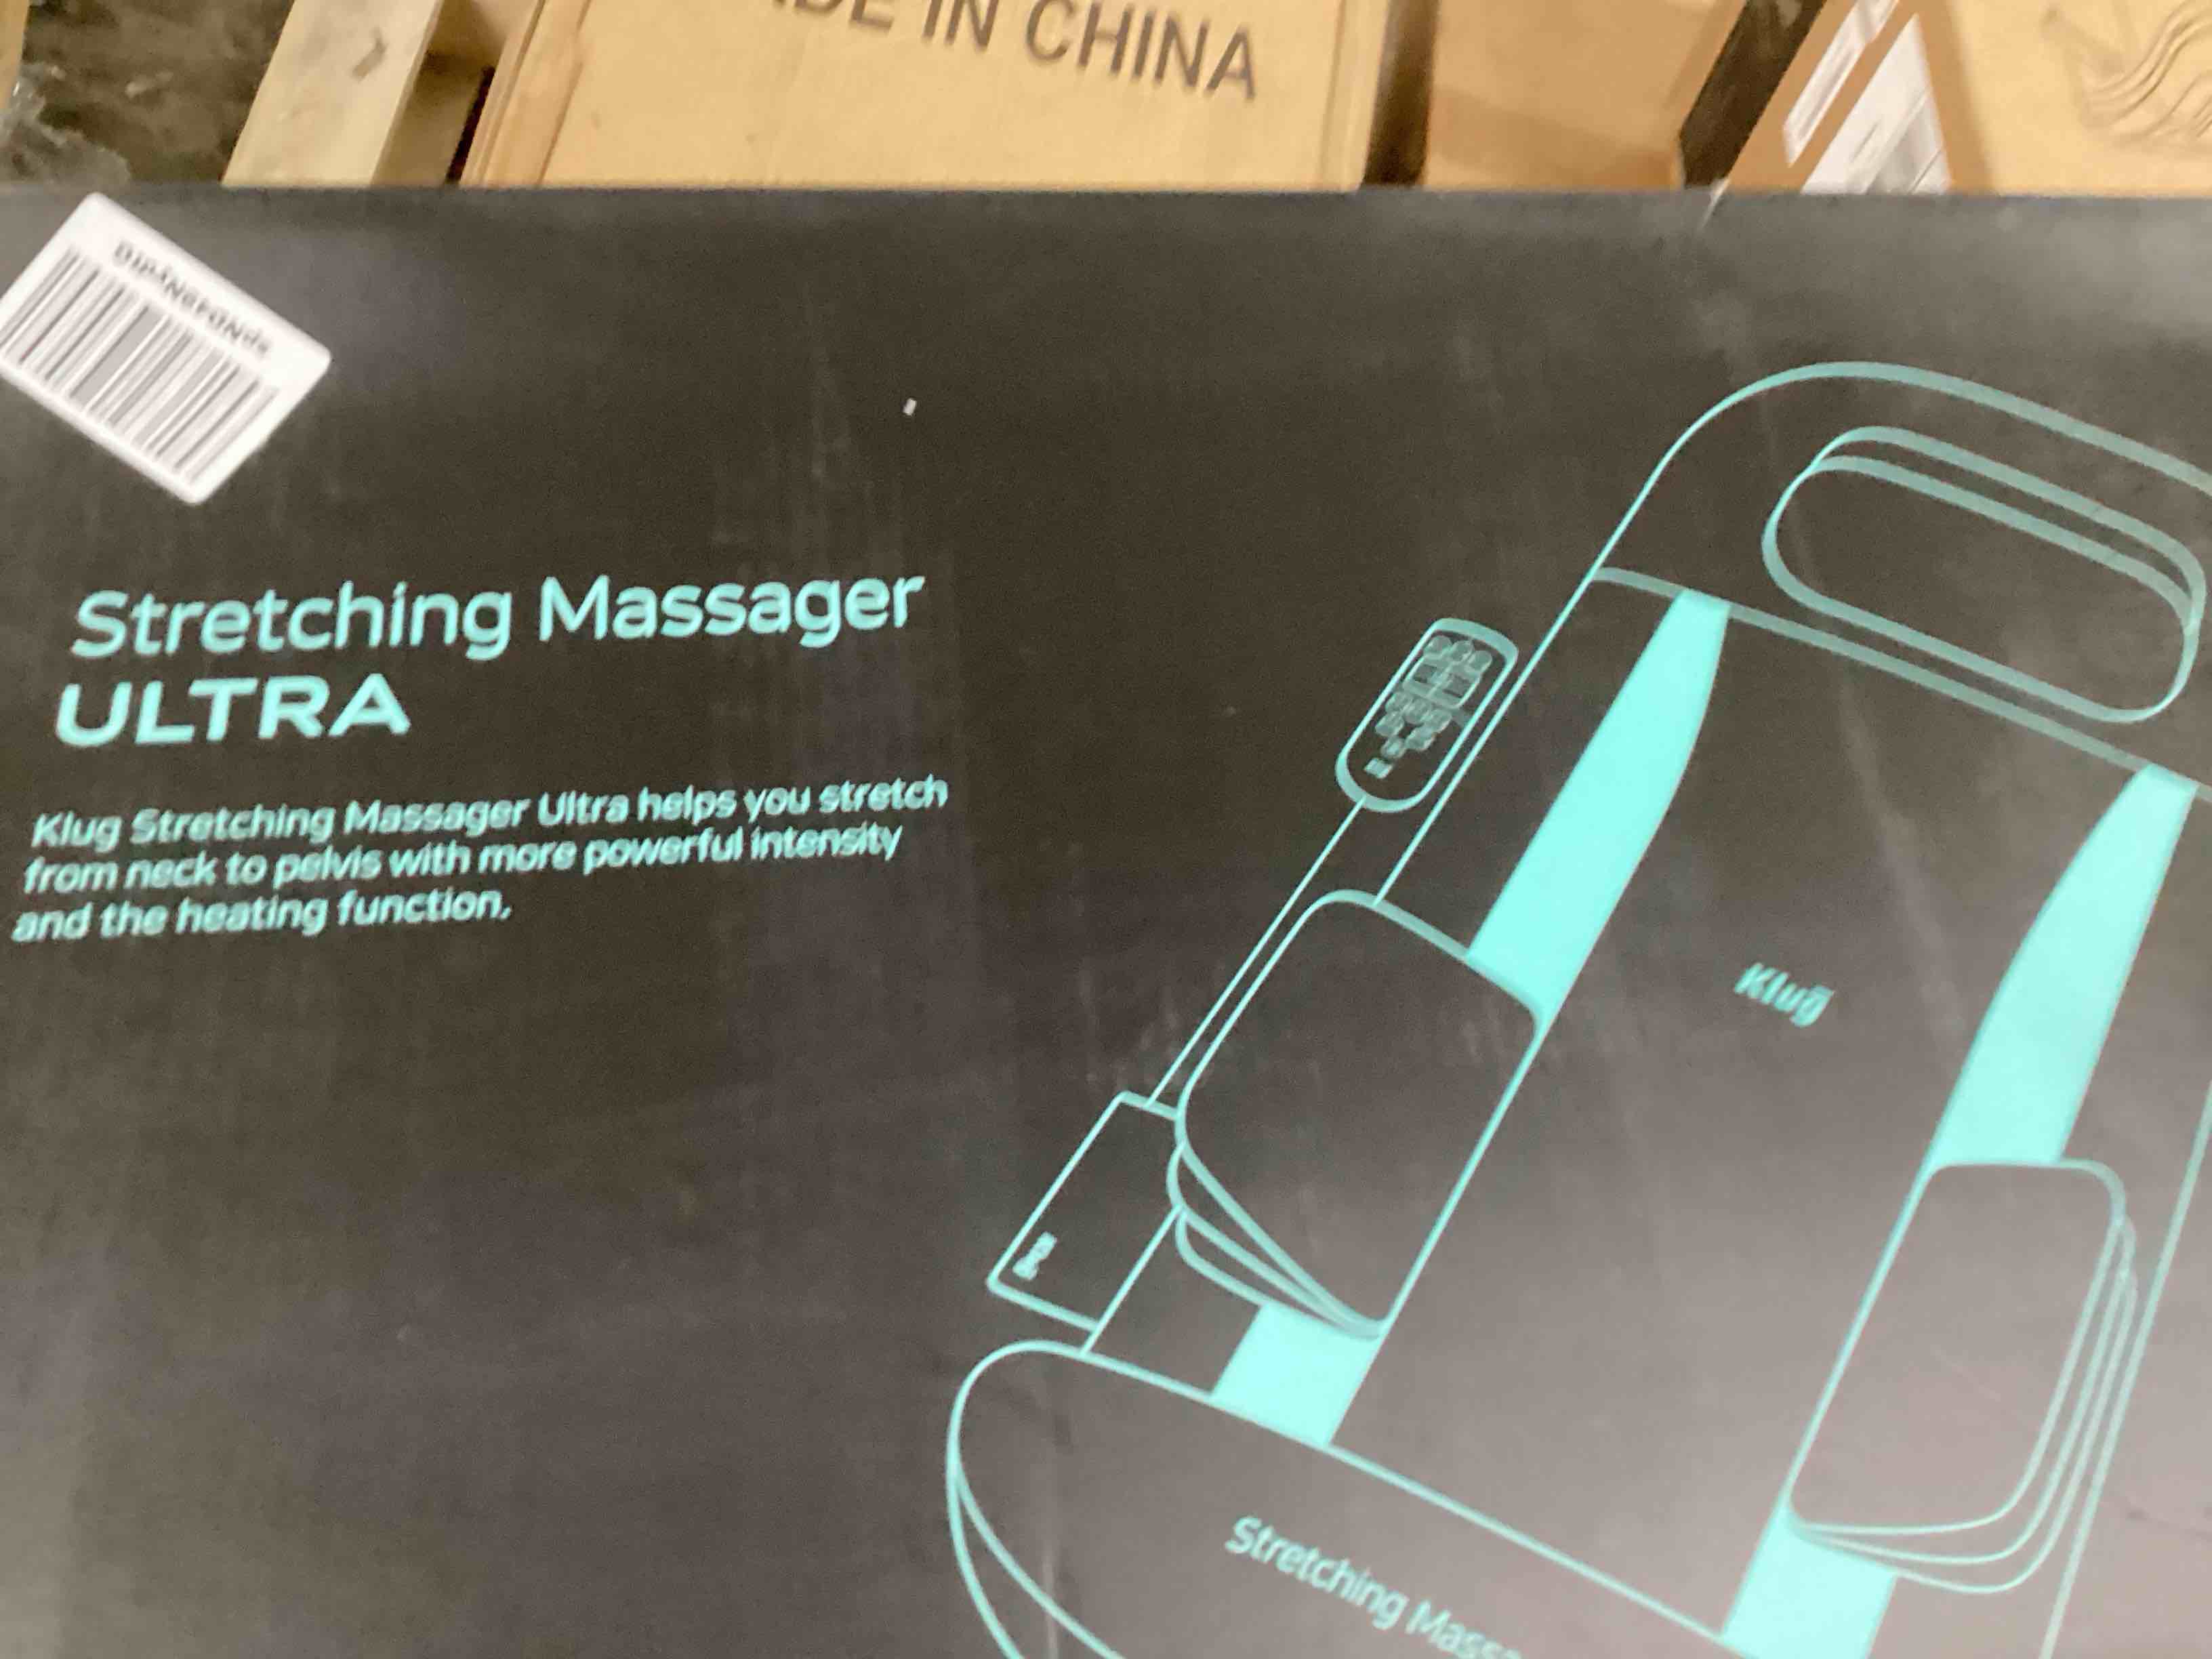 IN CHINA
Stretching Massager
ULTRA
Klug Stretching Massager Ultra helps you stretch
from neck to pelvis with more powerful intensity
and the heating function.
Klug
Stretching